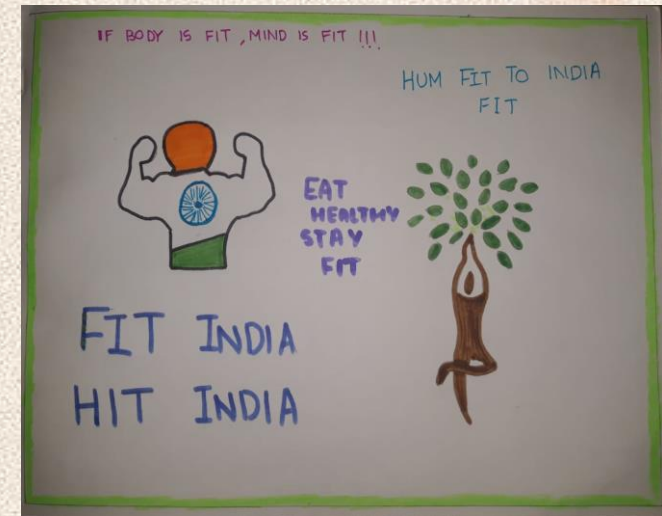 IF BODY IS FIT, MIND IS FIT !!!
HUM FIT TO INDIA
FIT
EAT
HEALTHY
STAY
FIT
FIT INDIA
HIT INDIA